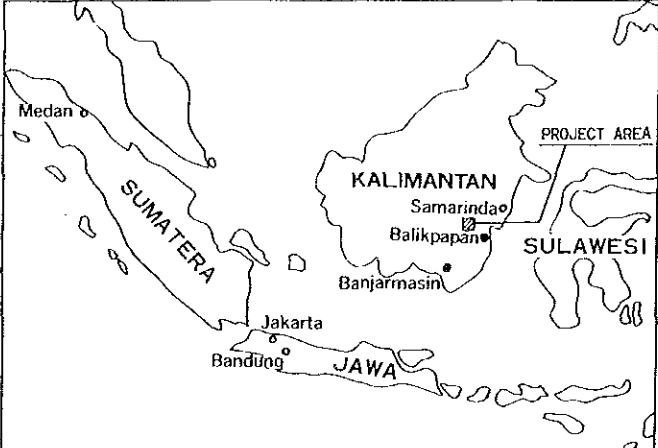 Medan
PROJECT AREA
KALIMANTAN
SUMATERA
Samarinda
Balikpapan
SULAWESI
Banjarmasin
Jakarta
Bandung
JAWA